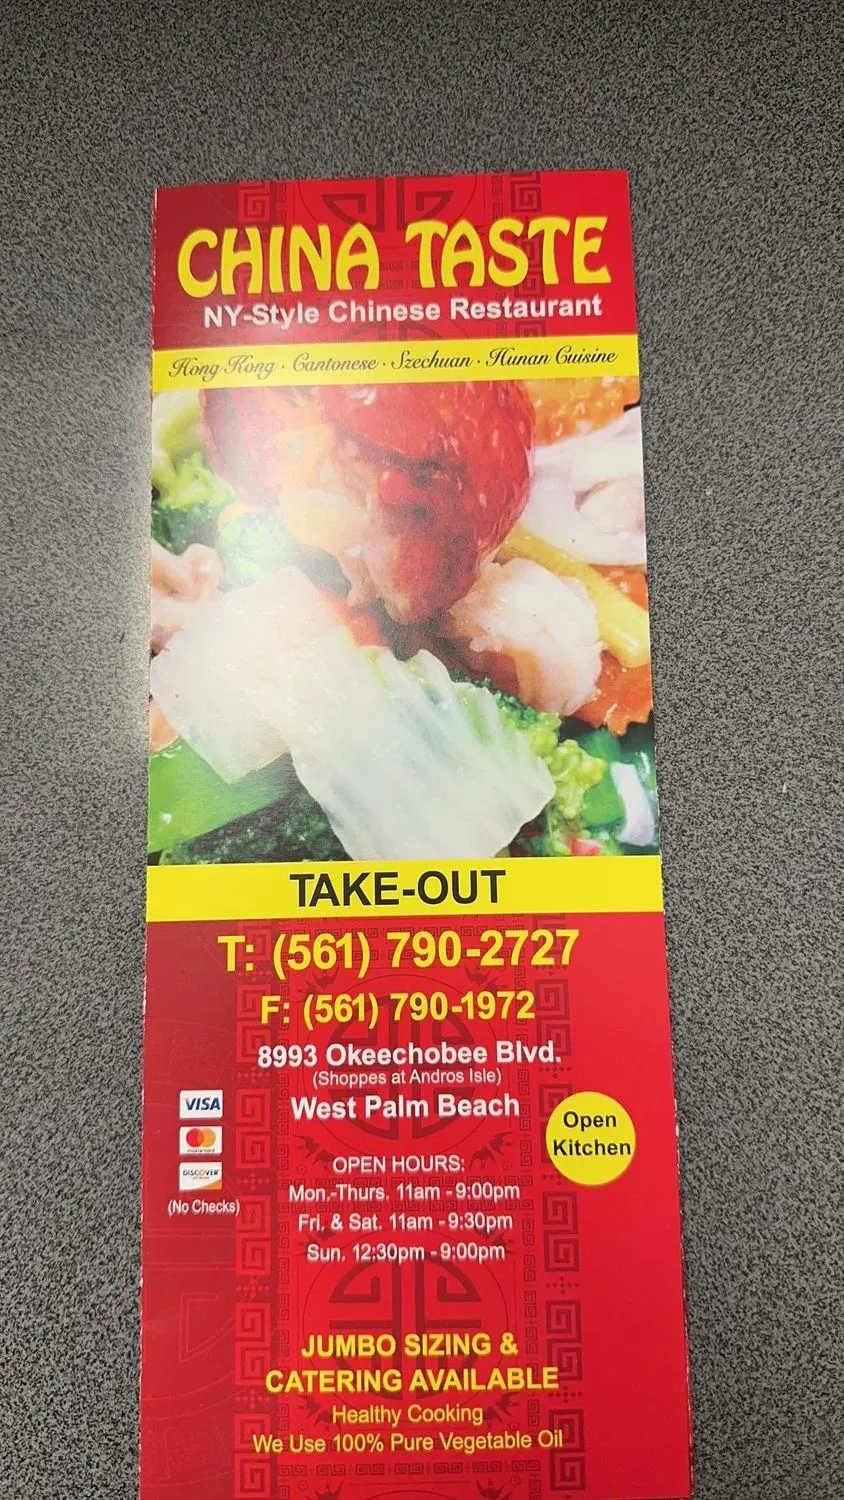 CHINA TASTE
NY-Style Chinese Restaurant
Hong Kong · Cantonese · Szechuan · Hunan Cuisine
TAKE-OUT
T: (561) 790-2727
F: (561) 790-1972
8993 Okeechobee Blvd.
(Shoppes at Andros Isle)
West Palm Beach
VISA
mastercard
DISCOVER
(No Checks)
Open
Kitchen
OPEN HOURS:
Mon.-Thurs. 11am - 9:00pm
Fri. & Sat. 11am - 9:30pm
Sun. 12:30pm - 9:00pm
JUMBO SIZING &
CATERING AVAILABLE
Healthy Cooking
We Use 100% Pure Vegetable Oil